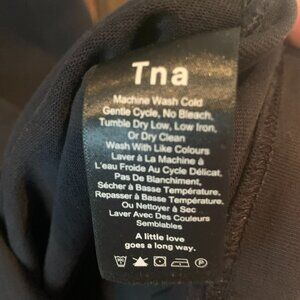 Tna
Machine Wash Cold
Gentle Cycle, No Bleach,
Tumble Dry Low, Low Iron,
Or Dry Clean
Wash With Like Colours
Laver À La Machine à
L'eau Froide Au Cycle Délicat.
Pas De Blanchiment,
Sécher à Basse Température,
Repasser à Basse Température,
Ou Nettoyer à Sec
Laver Avec Des Couleurs
Semblables
A little love
goes a long way.